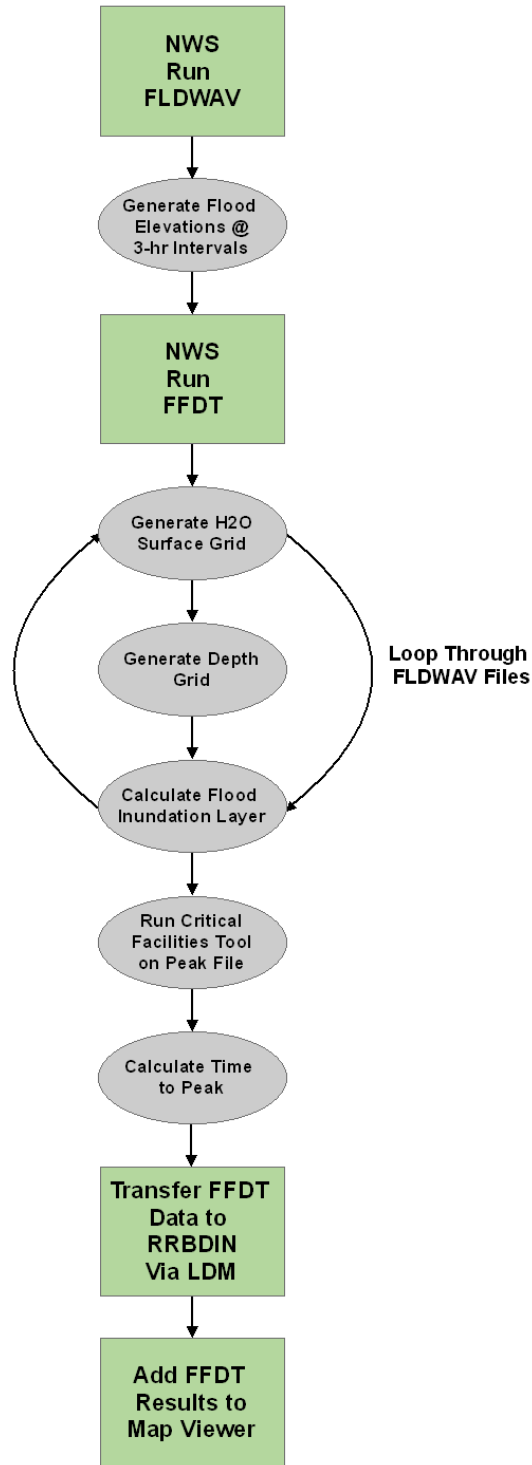 NWS
Run
FLDWAV
Generate Flood
Elevations @
3-hr Intervals
NWS
Run
FFDT
Generate H2O
Surface Grid
Generate Depth
Grid
Loop Through
FLDWAV Files
Calculate Flood
Inundation Layer
Run Critical
Facilities Tool
on Peak File
Calculate Time
to Peak
Transfer FFDT
Data to
RRBDIN
Via LDM
Add FFDT
Results to
Map Viewer